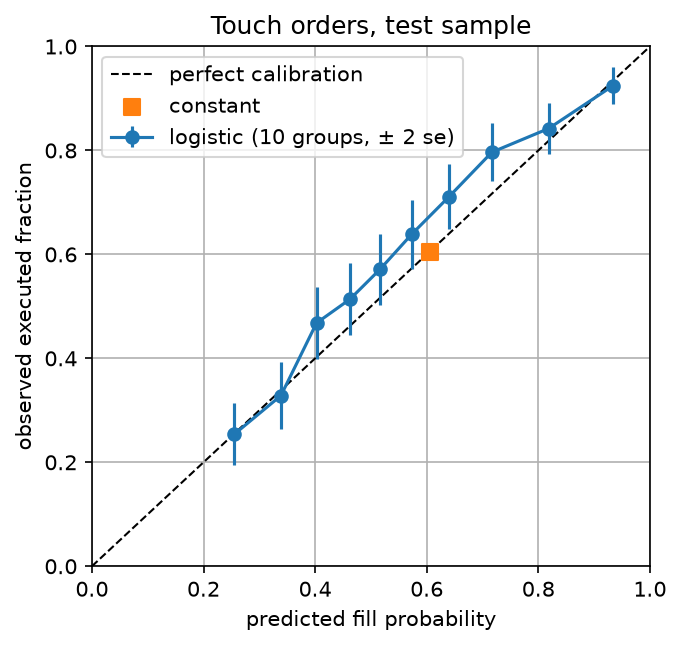 Touch orders, test sample
perfect calibration
constant
logistic (10 groups, ± 2 se)
observed executed fraction
1.0
0.8
0.6
0.4
0.2
0.0
0.0 0.2 0.4 0.6 0.8 1.0
predicted fill probability